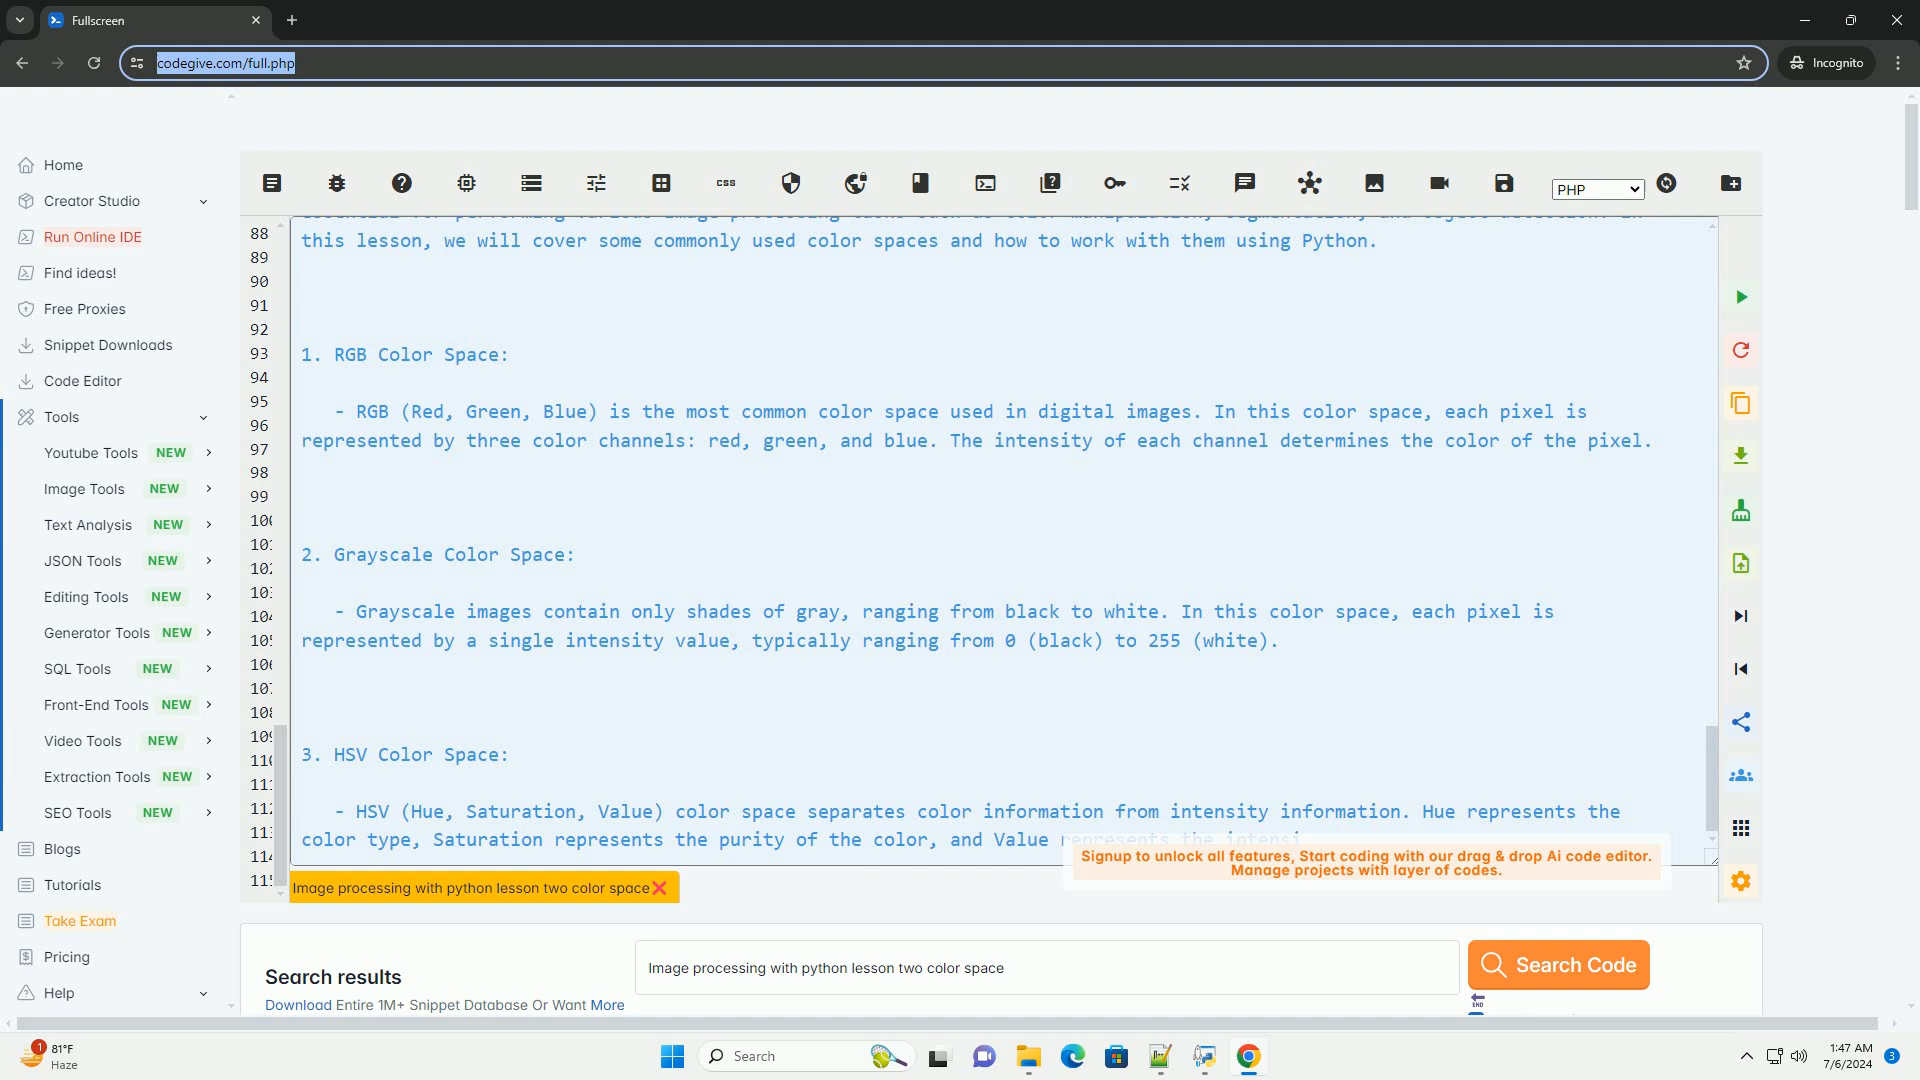 Fullscreen
codegive.com/full.php
Incognito
Home
Creator Studio
Run Online IDE
Find ideas!
Free Proxies
Snippet Downloads
Code Editor
Tools
Youtube Tools NEW
Image Tools NEW
Text Analysis NEW
JSON Tools NEW
Editing Tools NEW
Generator Tools NEW
SQL Tools NEW
Front-End Tools NEW
Video Tools NEW
Extraction Tools NEW
SEO Tools NEW
Blogs
Tutorials
Take Exam
Pricing
Help
css
PHP
88
89
90
91
92
93
94
95
96
97
98
99
this lesson, we will cover some commonly used color spaces and how to work with them using Python.
1. RGB Color Space:
- RGB (Red, Green, Blue) is the most common color space used in digital images. In this color space, each pixel is
represented by three color channels: red, green, and blue. The intensity of each channel determines the color of the pixel.
2. Grayscale Color Space:
- Grayscale images contain only shades of gray, ranging from black to white. In this color space, each pixel is
represented by a single intensity value, typically ranging from 0 (black) to 255 (white).
3. HSV Color Space:
- HSV (Hue, Saturation, Value) color space separates color information from intensity information. Hue represents the
color type, Saturation represents the purity of the color, and Value represents the intensi
Signup to unlock all features, Start coding with our drag & drop Ai code editor.
Manage projects with layer of codes.
Image processing with python lesson two color space
Search results
Download Entire 1M+ Snippet Database Or Want More
Image processing with python lesson two color space
Search Code
END
1
81°F
Haze
Search
1:47 AM
7/6/2024
3